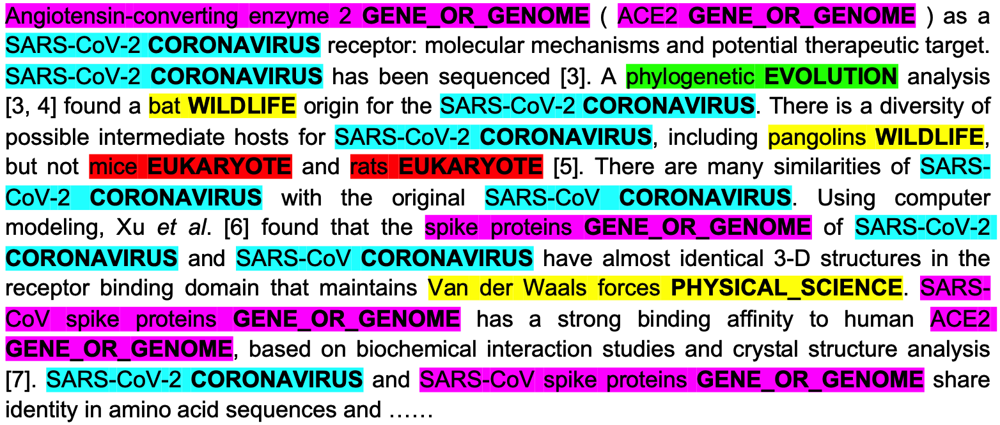 Angiotensin-converting enzyme 2 GENE_OR_GENOME ( ACE2 GENE_OR_GENOME ) as a
SARS-CoV-2 CORONAVIRUS receptor: molecular mechanisms and potential therapeutic target.
SARS-CoV-2 CORONAVIRUS has been sequenced [3]. A phylogenetic EVOLUTION analysis
[3, 4] found a bat WILDLIFE origin for the SARS-CoV-2 CORONAVIRUS. There is a diversity of
possible intermediate hosts for SARS-CoV-2 CORONAVIRUS, including pangolins WILDLIFE,
but not mice EUKARYOTE and rats EUKARYOTE [5]. There are many similarities of SARS-
CoV-2 CORONAVIRUS with the original SARS-CoV CORONAVIRUS. Using computer
modeling, Xu et al. [6] found that the spike proteins GENE_OR_GENOME of SARS-CoV-2
CORONAVIRUS and SARS-CoV CORONAVIRUS have almost identical 3-D structures in the
receptor binding domain that maintains Van der Waals forces PHYSICAL_SCIENCE. SARS-
CoV spike proteins GENE_OR_GENOME has a strong binding affinity to human ACE2
GENE_OR_GENOME, based on biochemical interaction studies and crystal structure analysis
[7]. SARS-CoV-2 CORONAVIRUS and SARS-CoV spike proteins GENE_OR_GENOME share
identity in amino acid sequences and ……